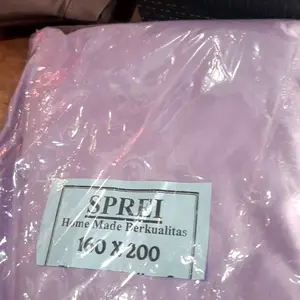 SPREI
Home Made Perkualitas
160 X 200